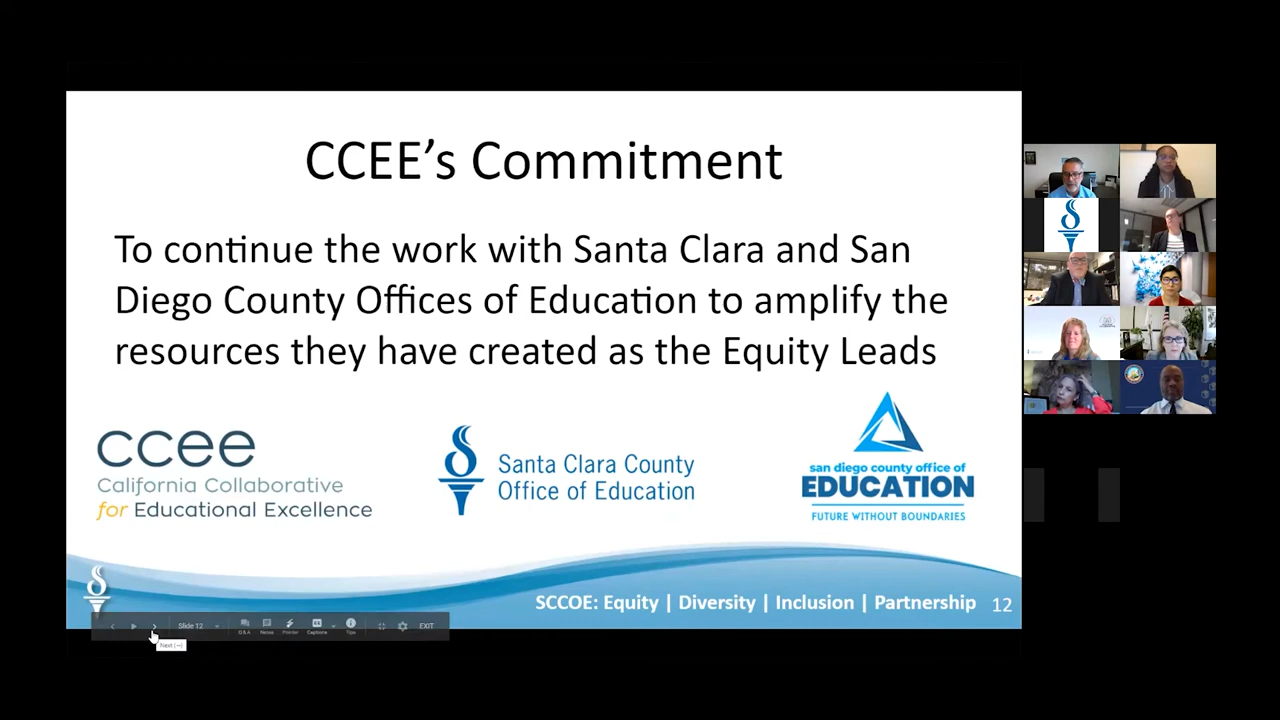 CCEE’s Commitment
To continue the work with Santa Clara and San
Diego County Offices of Education to amplify the
resources they have created as the Equity Leads
ccee
California Collaborative
for Educational Excellence
Santa Clara County
Office of Education
san diego county office of
EDUCATION
FUTURE WITHOUT BOUNDARIES
SCCOE: Equity | Diversity | Inclusion | Partnership
12
Slide 12
Q&A
Notes
Pointer
Captions
Tips
EXIT
Next (→)